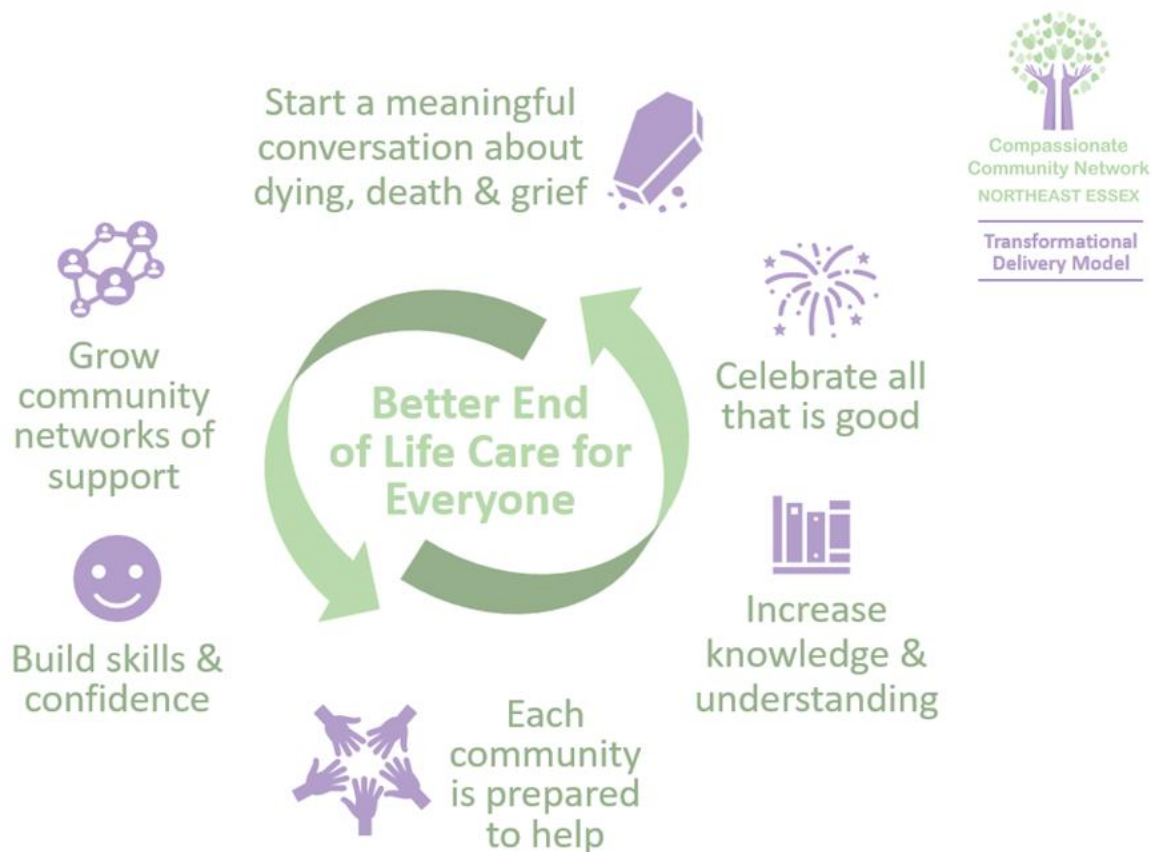 Start a meaningful
conversation about
dying, death & grief
Compassionate
Community Network
NORTHEAST ESSEX
Transformational
Delivery Model
Grow
community
networks of
support
Better End
of Life Care for
Everyone
Celebrate all
that is good
Build skills &
confidence
Increase
knowledge &
understanding
Each
community
is prepared
to help